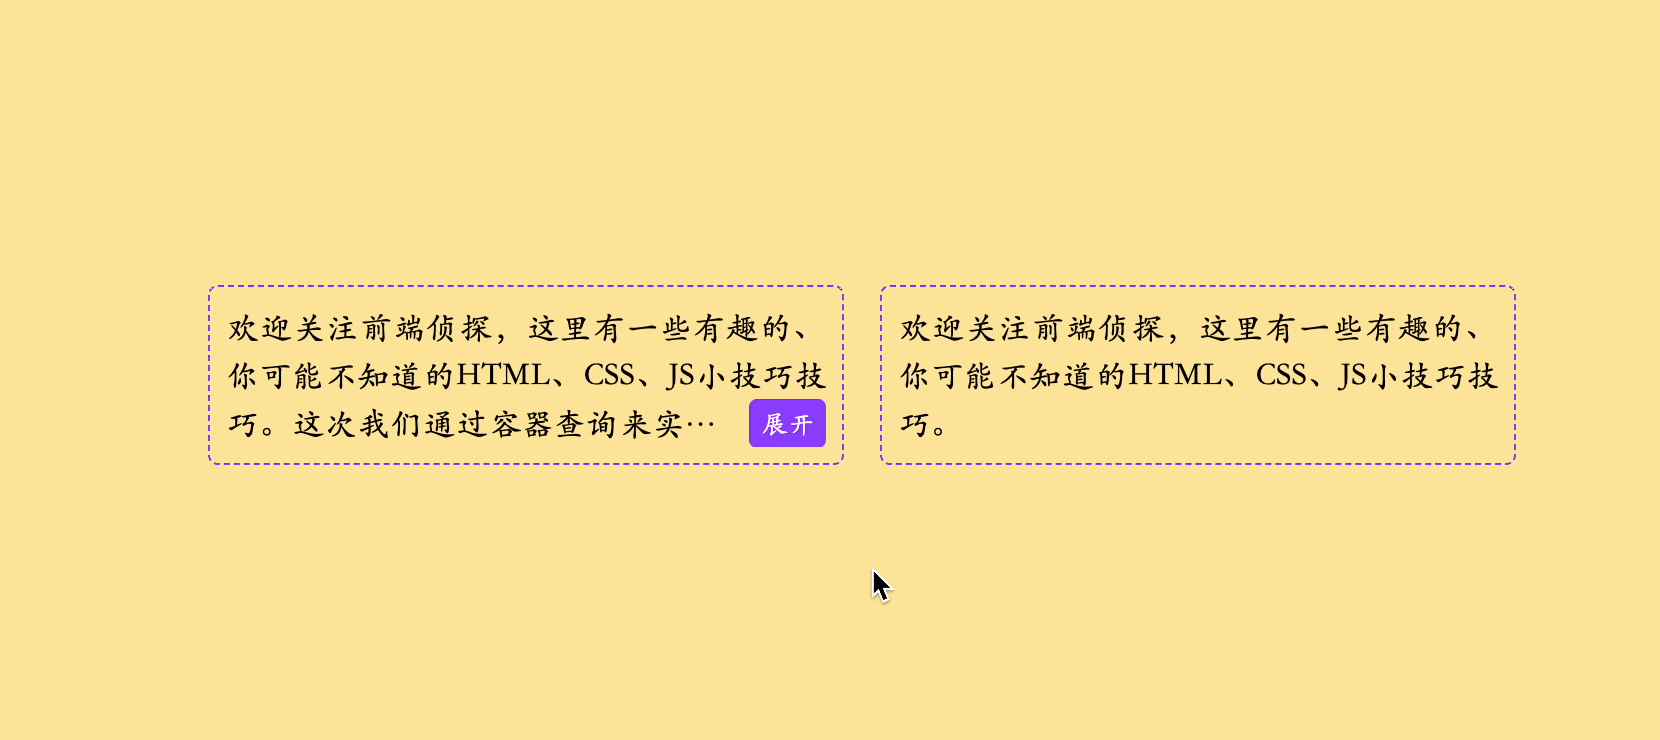 欢迎关注前端侦探，这里有一些有趣的、
你可能不知道的HTML、CSS、JS小技巧技
巧。这次我们通过容器查询来实… 展开
欢迎关注前端侦探，这里有一些有趣的、
你可能不知道的HTML、CSS、JS小技巧技
巧。